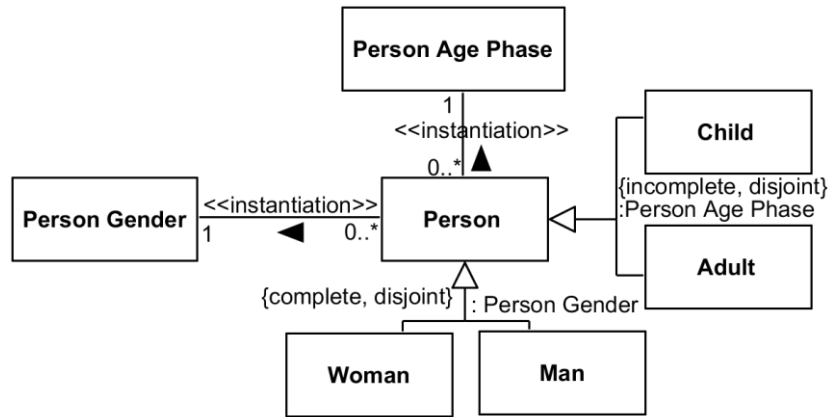 Person Age Phase
1
<<instantiation>>
0..*
Child
{incomplete, disjoint}
:Person Age Phase
Adult
Person Gender
<<instantiation>>
1
0..*
Person
{complete, disjoint}
: Person Gender
Woman
Man